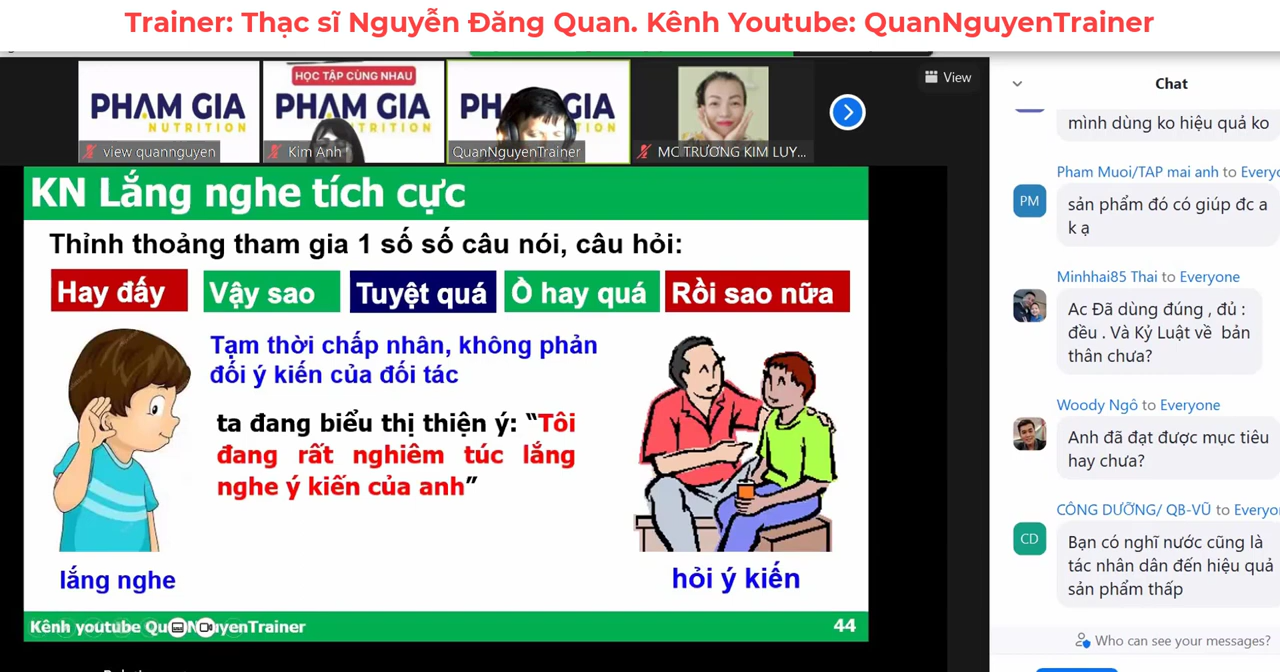 Trainer: Thạc sĩ Nguyễn Đăng Quan. Kênh Youtube: QuanNguyenTrainer
View
PHAM GIA
NUTRITION
view quannguyen
HỌC TẬP CÙNG NHAU
PHAM GIA
Kim Anh
QuanNguyenTrainer
MC TRƯƠNG KIM LUY...
KN Lắng nghe tích cực
Thỉnh thoảng tham gia 1 số số câu nói, câu hỏi:
Hay đấy
Vậy sao
Tuyệt quá
Ồ hay quá
Rồi sao nữa
Tạm thời chấp nhân, không phản
đối ý kiến của đối tác
ta đang biểu thị thiện ý: “Tôi
đang rất nghiêm túc lắng
nghe ý kiến của anh”
lắng nghe
hỏi ý kiến
Kênh youtube Qu
uyenTrainer
44
Chat
mình dùng ko hiệu quả ko
Pham Muoi/TAP mai anh to Every
PM
sản phẩm đó có giúp đc a
k ạ
Minhhai85 Thai to Everyone
Ac Đã dùng đúng , đủ :
đều . Và Kỷ Luật về bản
thân chưa?
Woody Ngô to Everyone
Anh đã đạt được mục tiêu
hay chưa?
CÔNG DƯỠNG/ QB-VŨ to Everyo
CD
Bạn có nghĩ nước cũng là
tác nhân dân đến hiệu quả
sản phẩm thấp
Who can see your messages?